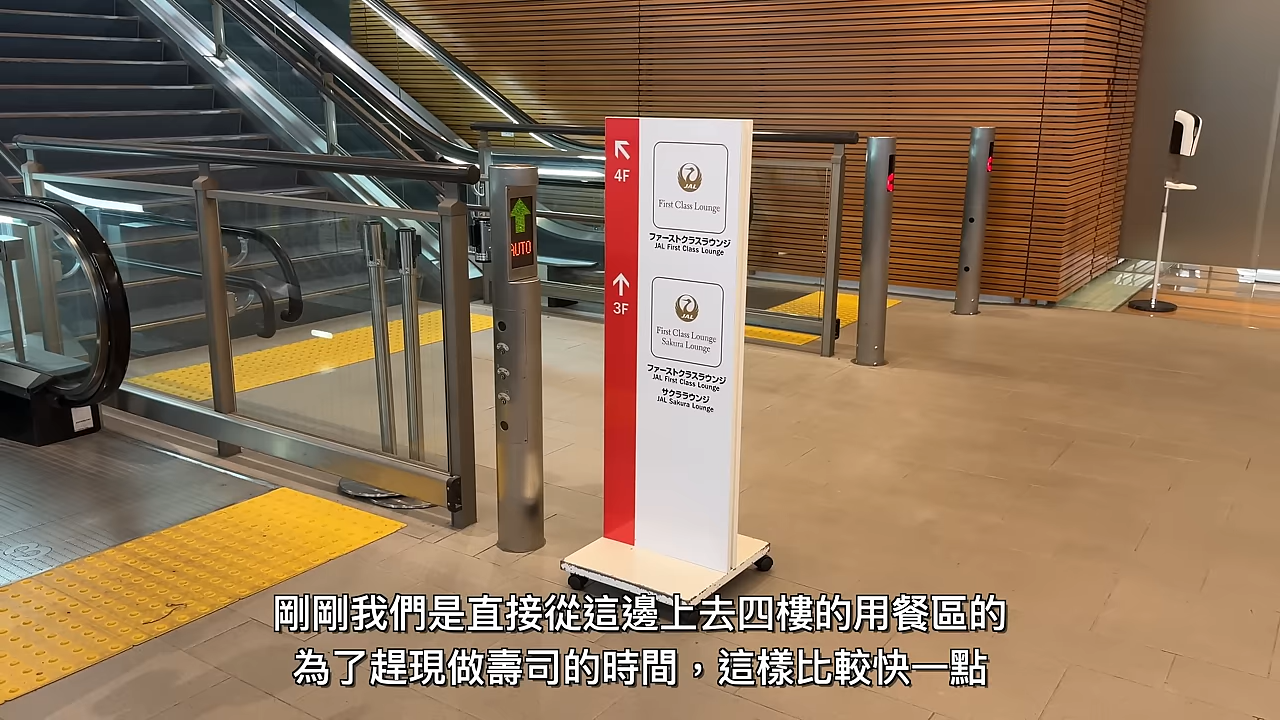 AUTO
4F
JAL
First Class Lounge
ファーストクラスラウンジ
JAL First Class Lounge
3F
JAL
First Class Lounge
Sakura Lounge
ファーストクラスラウンジ
JAL First Class Lounge
サクララウンジ
JAL Sakura Lounge
剛剛我們是直接從這邊上去四樓的用餐區的
為了趕現做壽司的時間，這樣比較快一點